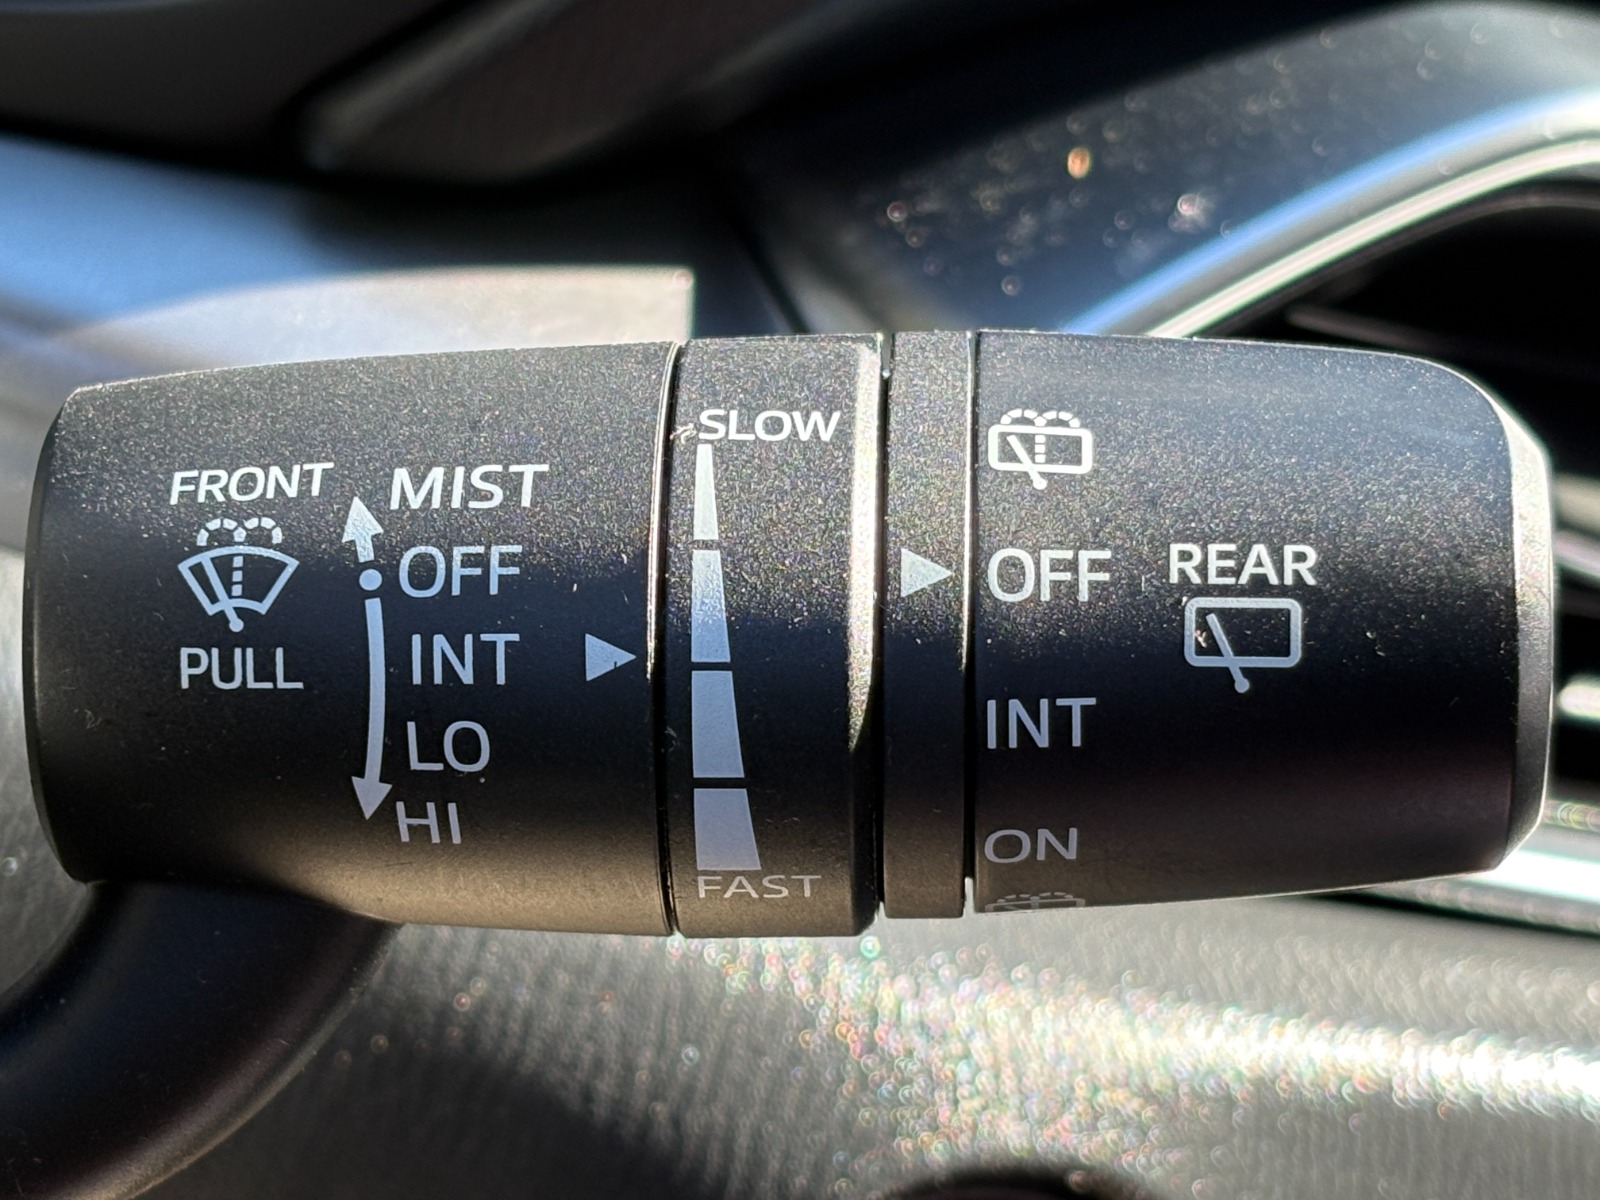 FRONT
PULL
MIST
OFF
INT
LO
HI
SLOW
FAST
OFF
INT
ON
REAR